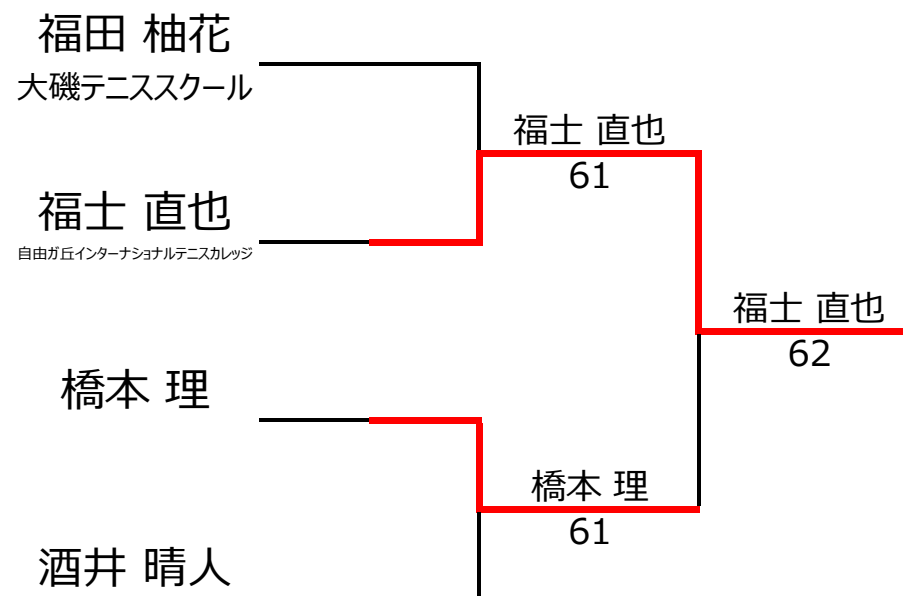 福田 柚花
大磯テニススクール
福士 直也
61
福士 直也
自由ガ丘インターナショナルテニスカレッジ
福士 直也
62
橋本 理
橋本 理
61
酒井 晴人